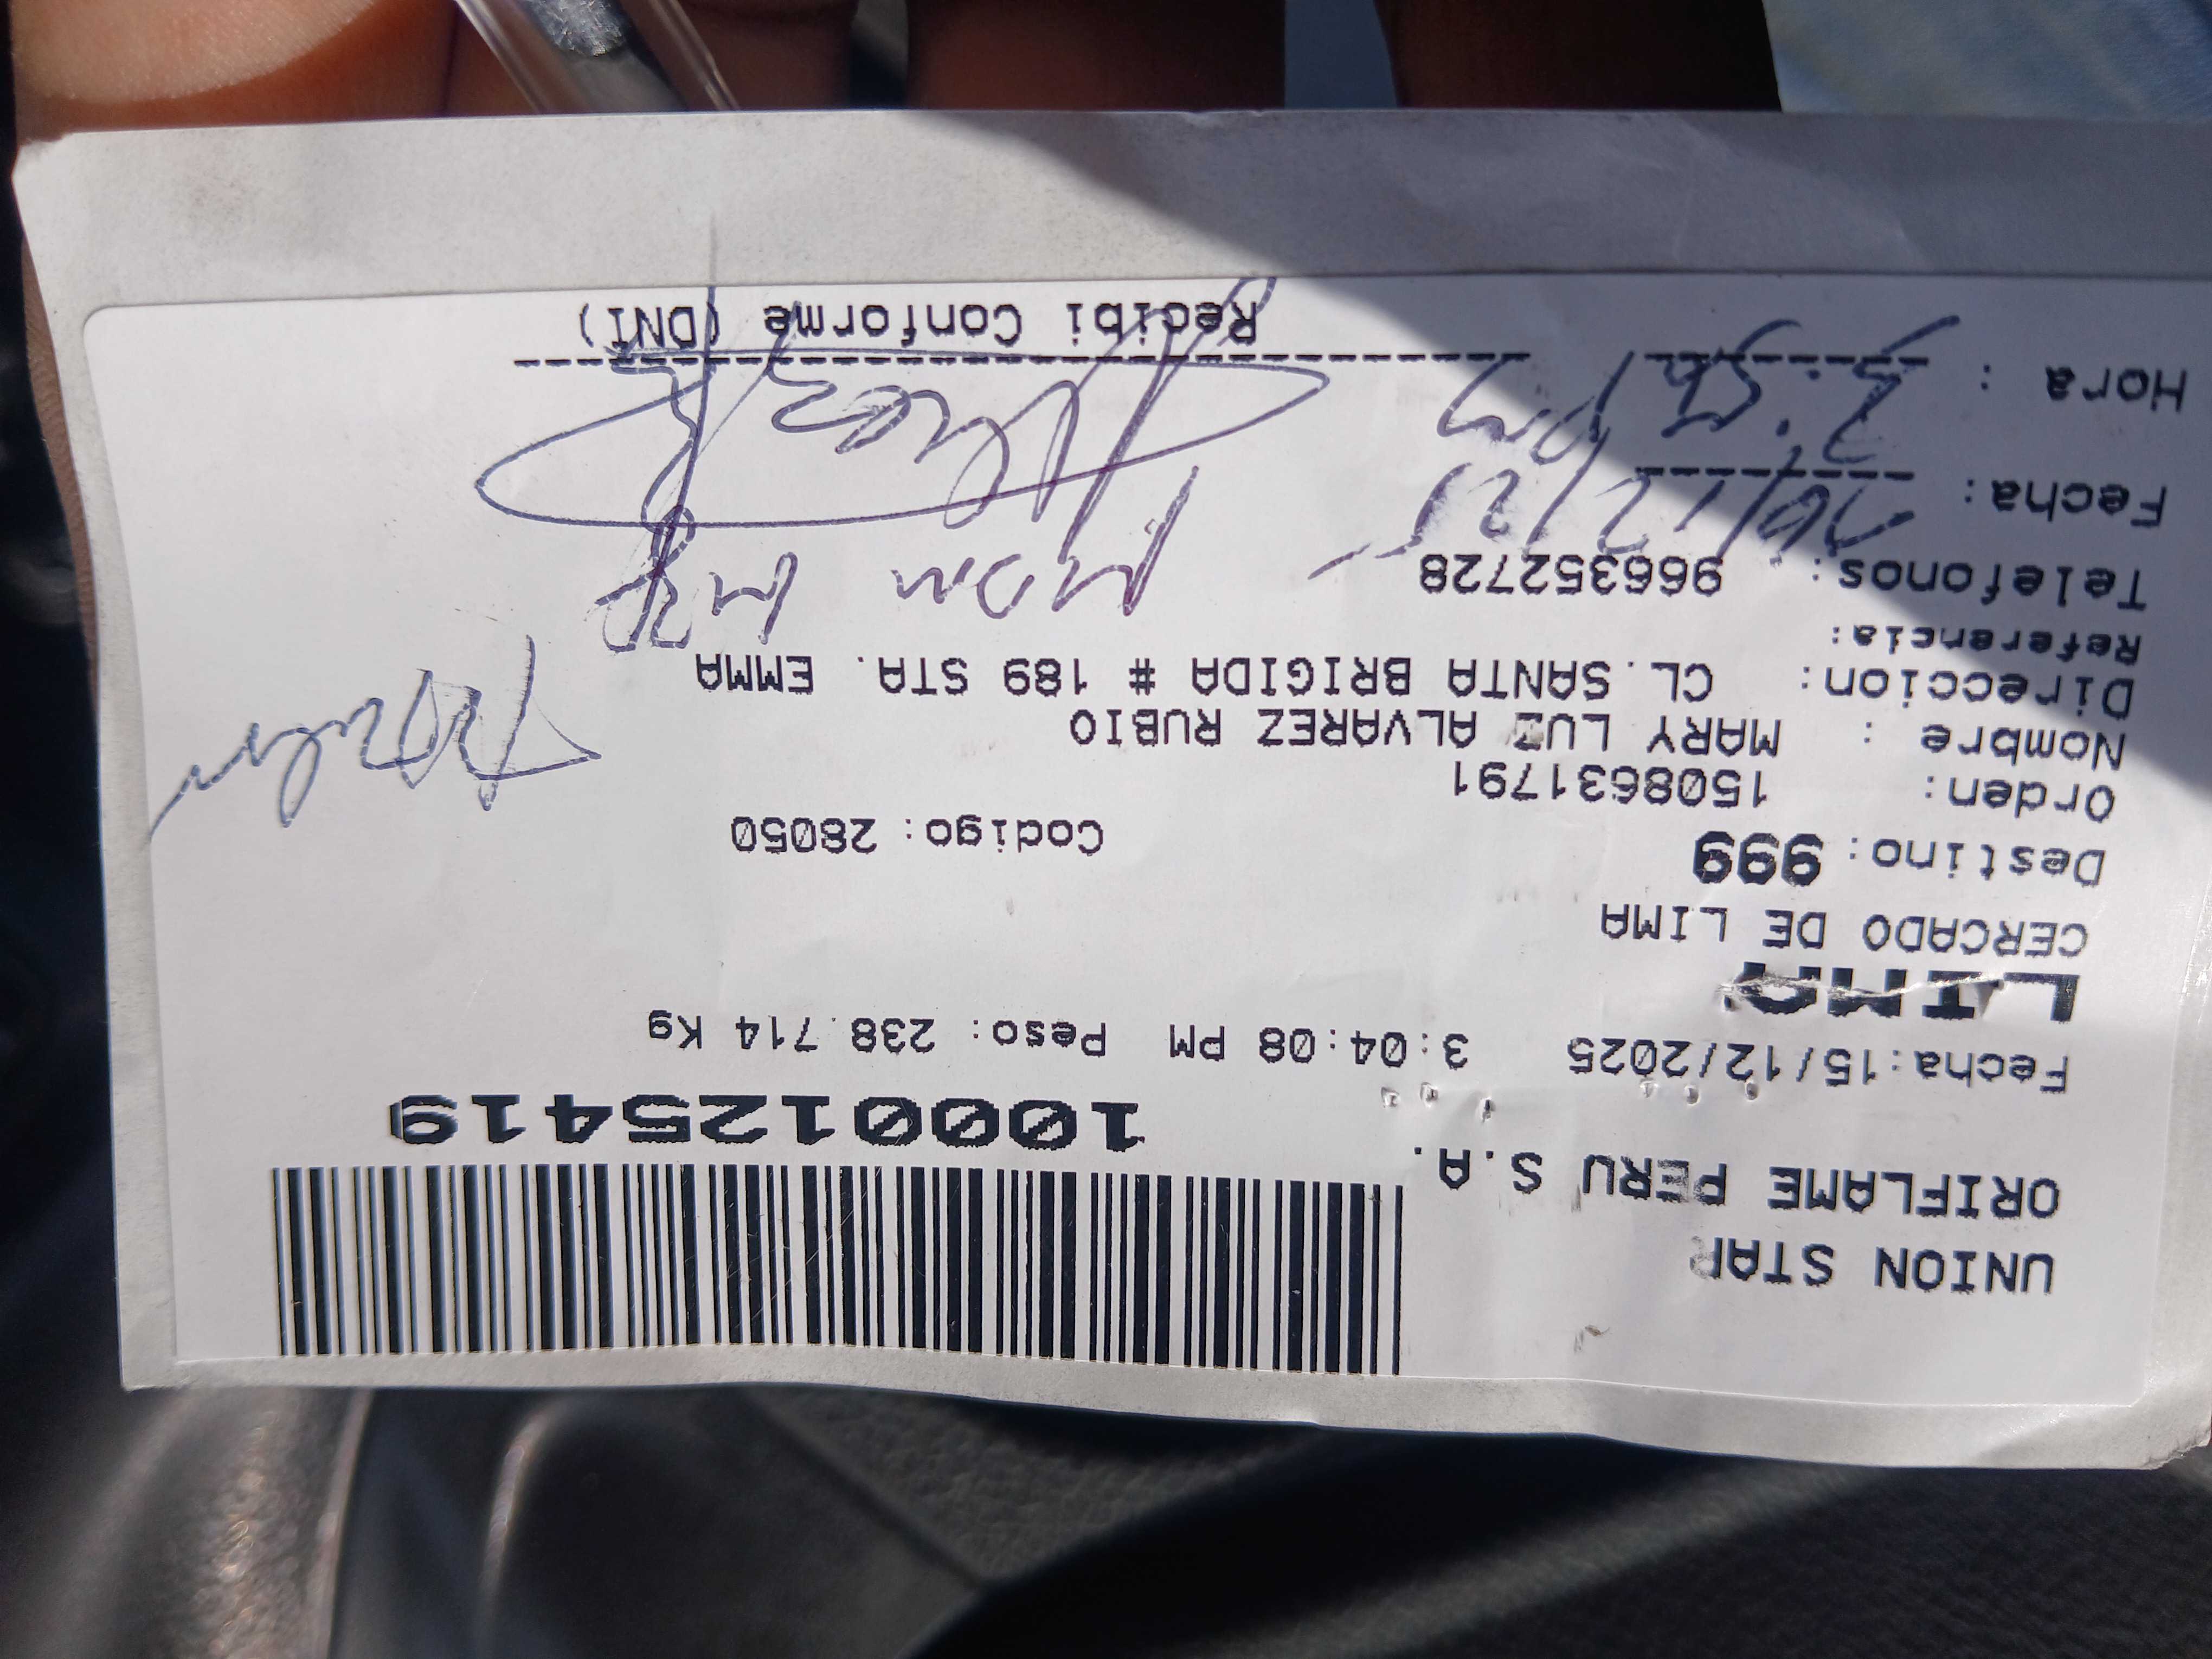 UNION STAR
ORIFLAME PERU S.A.
1000125419
Fecha:15/12/2025 3:04:08 PM Peso: 238.714 Kg
LIMA
CERCADO DE LIMA
Destino: 999 Codigo: 28050
Orden: 1508631791
Nombre : MARY LUZ ALVAREZ RUBIO
Direccion: CL.SANTA BRIGIDA # 189 STA. EMMA
Referencia:
Telefonos: 966352728
Fecha:
Hora :
Recibi Conforme (DNI)